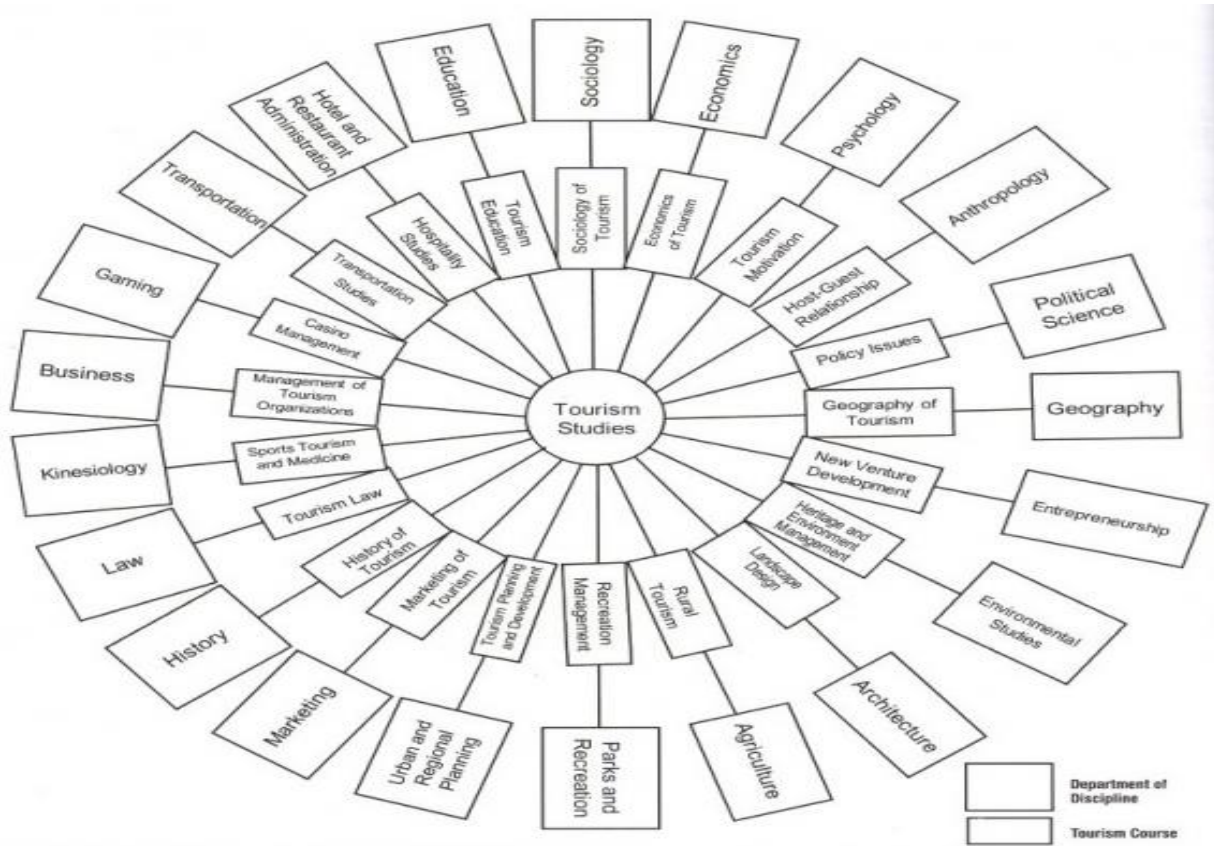 Sociology
Economics
Psychology
Anthropology
Political
Science
Geography
Entrepreneurship
Environmental
Studies
Architecture
Agriculture
Parks and
Recreation
Urban and
Regional
Planning
Marketing
History
Law
Kinesiology
Business
Gaming
Transportation
Hotel and
Restaurant
Administration
Education
Sociology of
Tourism
Economics
of Tourism
Tourism
Motivation
Host-Guest
Relationship
Policy Issues
Geography of
Tourism
New Venture
Development
Heritage and
Environment
Management
Landscape
Design
Rural
Tourism
Recreation
Management
Tourism Planning
and Development
Marketing of
Tourism
History of
Tourism
Tourism Law
Sports Tourism
and Medicine
Management of
Tourism
Organizations
Casino
Management
Transportation
Studies
Hospitality
Studies
Tourism
Education
Tourism
Studies
Department of
Discipline
Tourism Course